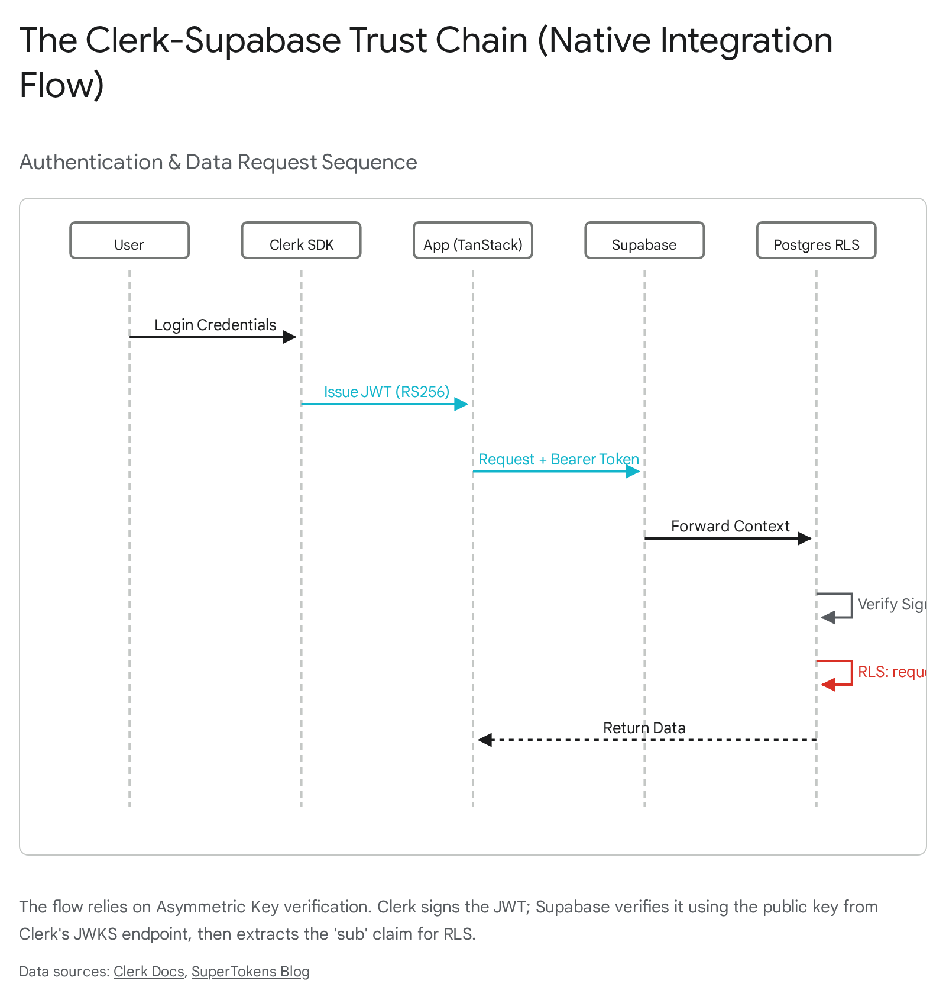 The Clerk-Supabase Trust Chain (Native Integration
Flow)
Authentication & Data Request Sequence
User
Clerk SDK
App (TanStack)
Supabase
Postgres RLS
Login Credentials
Issue JWT (RS256)
Request + Bearer Token
Forward Context
Verify
RLS:
Return Data
The flow relies on Asymmetric Key verification. Clerk signs the JWT; Supabase verifies it using the public key from
Clerk's JWKS endpoint, then extracts the 'sub' claim for RLS.
Data sources: Clerk Docs, SuperTokens Blog